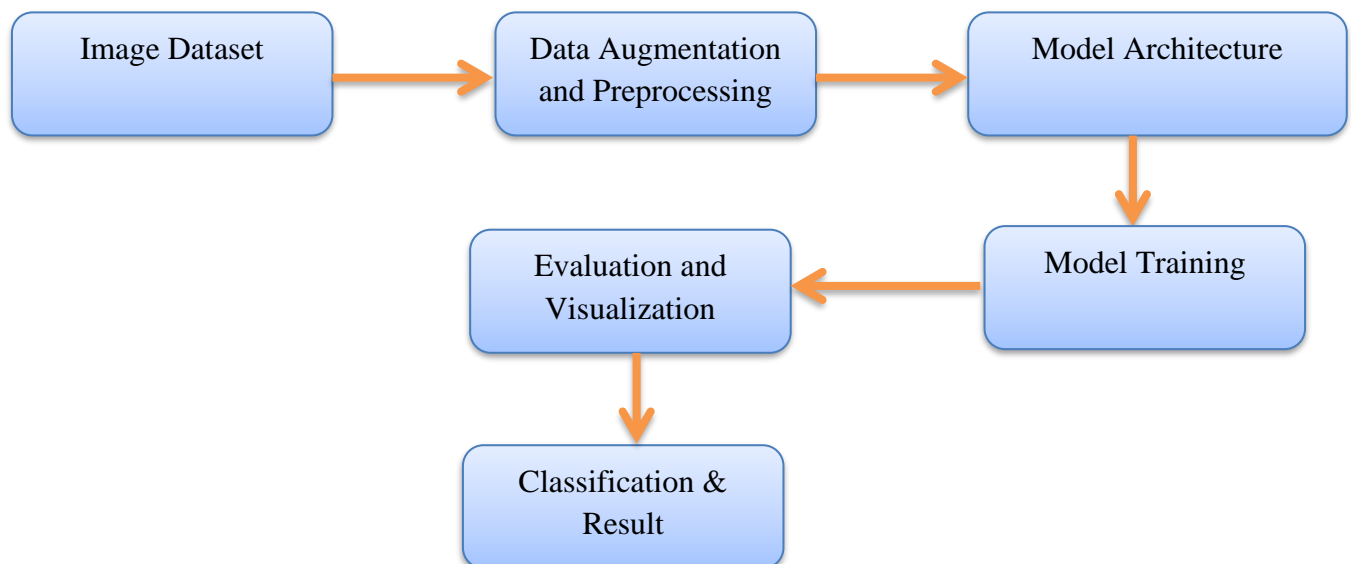 Image Dataset
Data Augmentation
and Preprocessing
Model Architecture
Model Training
Evaluation and
Visualization
Classification &
Result